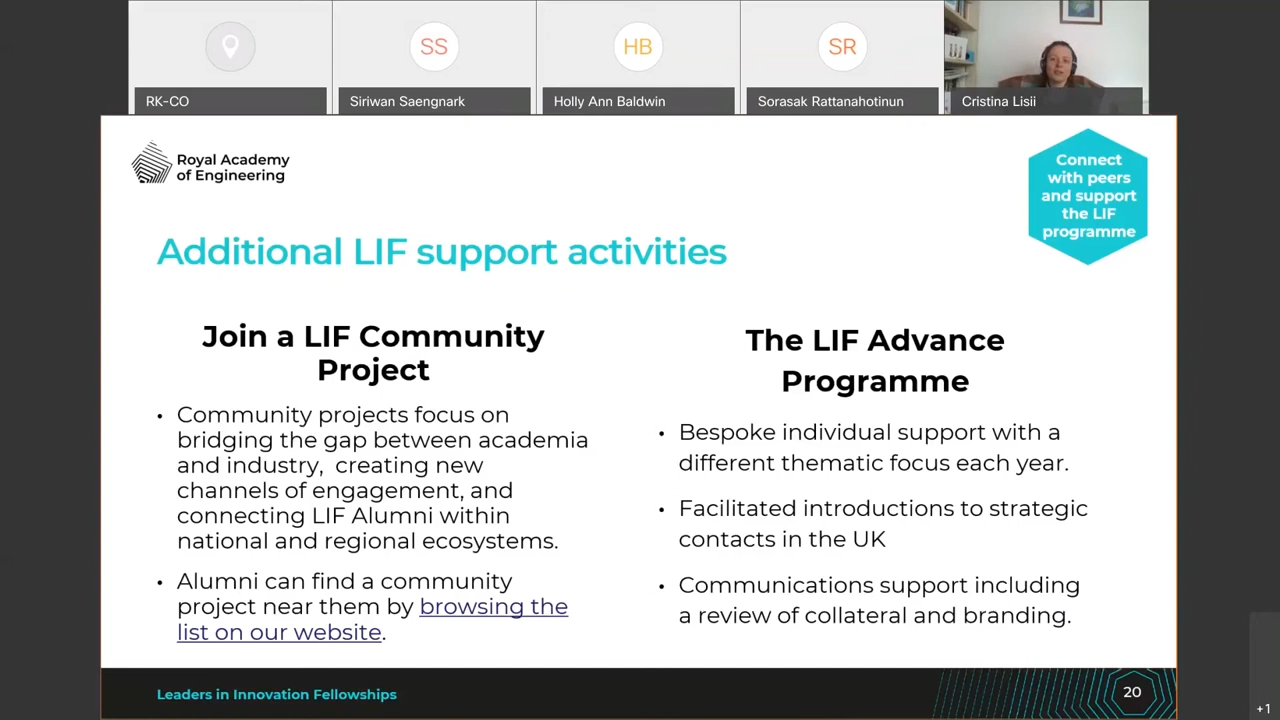 SS
HB
SR
RK-CO
Siriwan Saengnark
Holly Ann Baldwin
Sorasak Rattanahotinun
Cristina Lisii
Royal Academy
of Engineering
Connect
with peers
and support
the LIF
programme
Additional LIF support activities
Join a LIF Community
Project
• Community projects focus on
bridging the gap between academia
and industry, creating new
channels of engagement, and
connecting LIF Alumni within
national and regional ecosystems.
• Alumni can find a community
project near them by browsing the
list on our website.
The LIF Advance
Programme
• Bespoke individual support with a
different thematic focus each year.
• Facilitated introductions to strategic
contacts in the UK
• Communications support including
a review of collateral and branding.
Leaders in Innovation Fellowships
20
+1